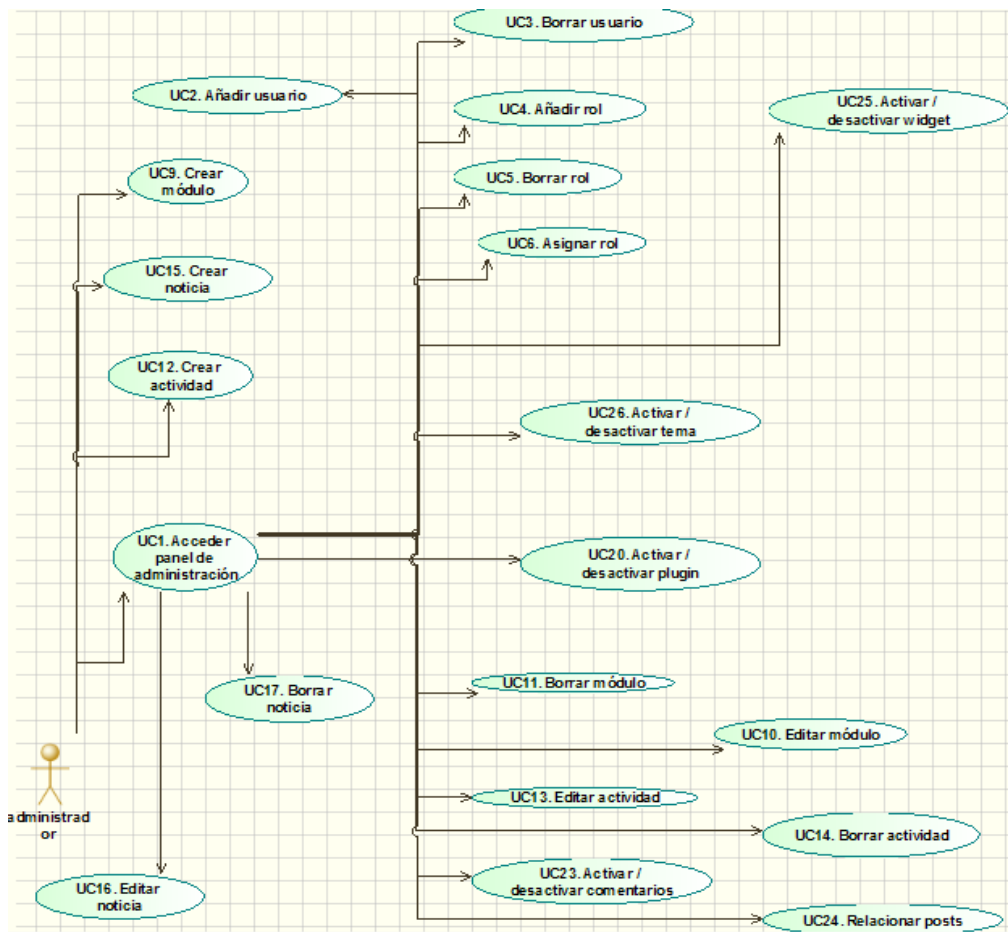 UC3. Borrar usuario
UC2. Añadir usuario
UC4. Añadir rol
UC25. Activar /
desactivar widget
UC9. Crear
módulo
UC5. Borrar rol
UC6. Asignar rol
UC15. Crear
noticia
UC12. Crear
actividad
UC26. Activar /
desactivar tema
UC1. Acceder
panel de
administración
UC20. Activar /
desactivar plugin
UC17. Borrar
noticia
UC11. Borrar módulo
UC10. Editar módulo
UC13. Editar actividad
administrad
or
UC14. Borrar actividad
UC16. Editar
noticia
UC23. Activar /
desactivar comentarios
UC24. Relacionar posts